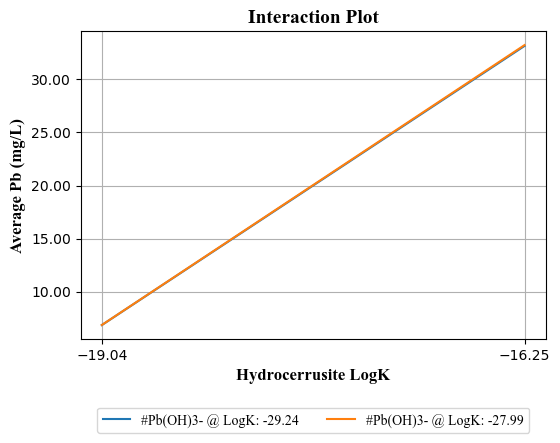 Interaction Plot
Average Pb (mg/L)
30.00
25.00
20.00
15.00
10.00
−19.04
−16.25
Hydrocerrusite LogK
#Pb(OH)3- @ LogK: -29.24
#Pb(OH)3- @ LogK: -27.99